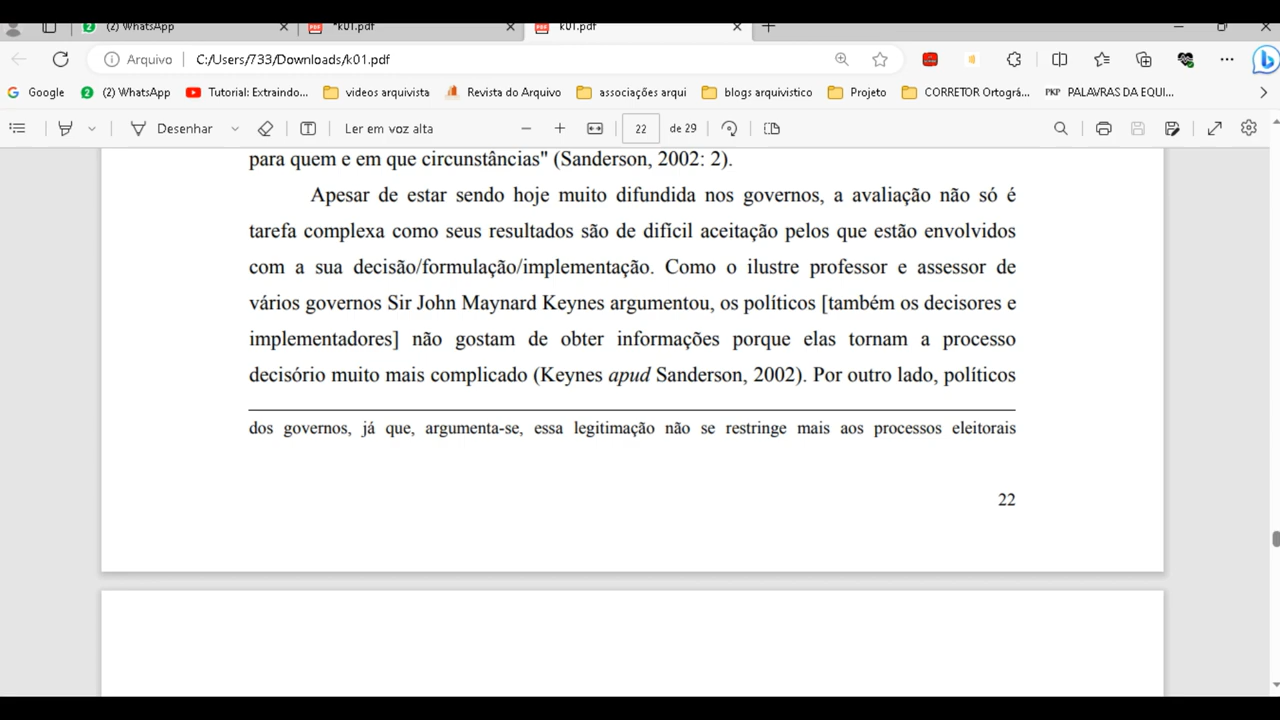 (2) WhatsApp
*k01.pdf
k01.pdf
Arquivo
C:/Users/733/Downloads/k01.pdf
Google
(2) WhatsApp
Tutorial: Extraindo...
videos arquivista
Revista do Arquivo
associações arqui
blogs arquivistico
Projeto
CORRETOR Ortográ...
PKP
PALAVRAS DA EQUI...
Desenhar
Ler em voz alta
22
de 29
para quem e em que circunstâncias" (Sanderson, 2002: 2).
Apesar de estar sendo hoje muito difundida nos governos, a avaliação não só é
tarefa complexa como seus resultados são de difícil aceitação pelos que estão envolvidos
com a sua decisão/formulação/implementação. Como o ilustre professor e assessor de
vários governos Sir John Maynard Keynes argumentou, os políticos [também os decisores e
implementadores] não gostam de obter informações porque elas tornam a processo
decisório muito mais complicado (Keynes apud Sanderson, 2002). Por outro lado, políticos
dos governos, já que, argumenta-se, essa legitimação não se restringe mais aos processos eleitorais
22